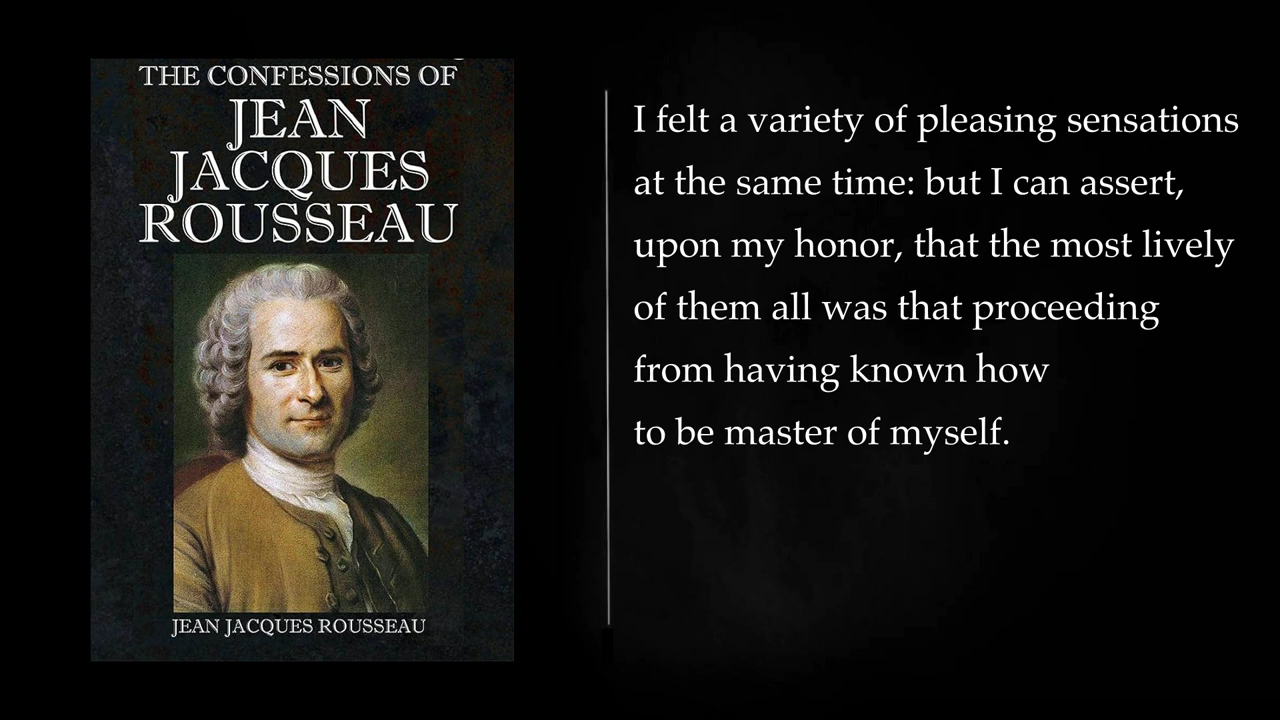 THE CONFESSIONS OF
JEAN
JACQUES
ROUSSEAU
JEAN JACQUES ROUSSEAU
I felt a variety of pleasing sensations
at the same time: but I can assert,
upon my honor, that the most lively
of them all was that proceeding
from having known how
to be master of myself.